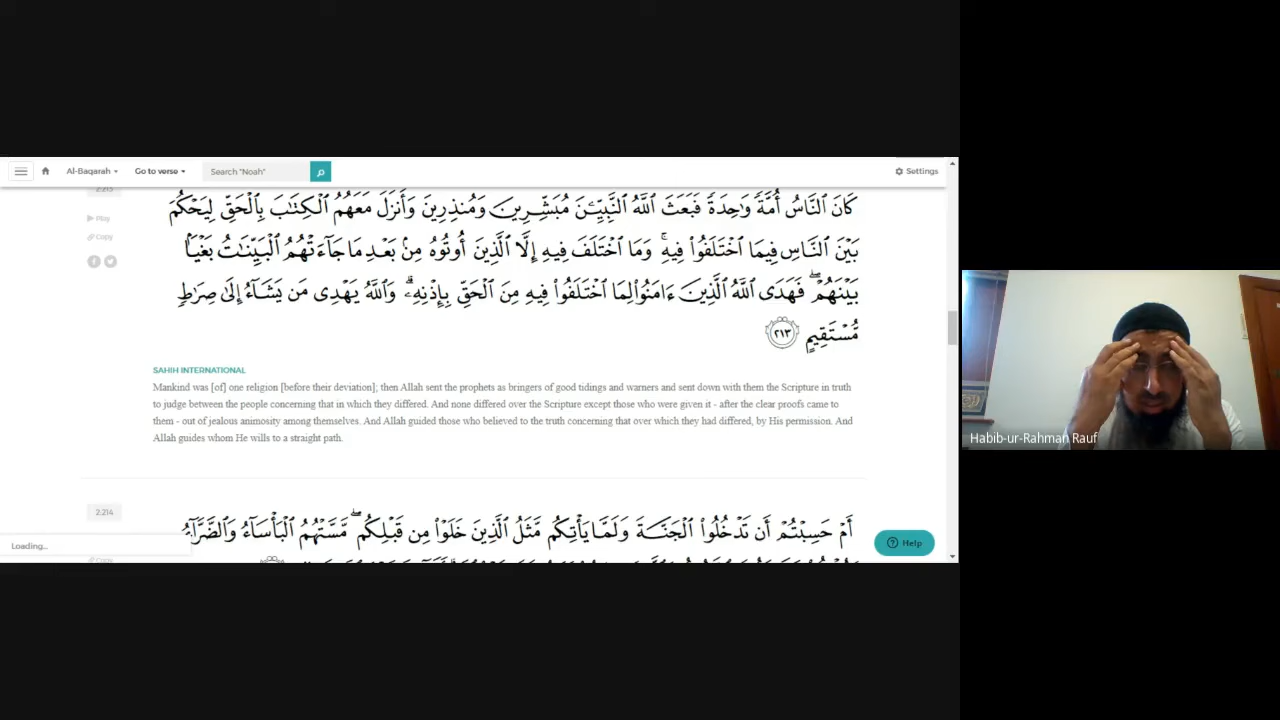 Al-Baqarah
Go to verse
Search "Noah"
Settings
2:213
كَانَ ٱلنَّاسُ أُمَّةً وَٰحِدَةً فَبَعَثَ ٱللَّهُ ٱلنَّبِيِّـۧنَ مُبَشِّرِينَ وَمُنذِرِينَ وَأَنزَلَ مَعَهُمُ ٱلْكِتَـٰبَ بِٱلْحَقِّ لِيَحْكُمَ
بَيْنَ ٱلنَّاسِ فِيمَا ٱخْتَلَفُوا۟ فِيهِ ۚ وَمَا ٱخْتَلَفَ فِيهِ إِلَّا ٱلَّذِينَ أُوتُوهُ مِنۢ بَعْدِ مَا جَآءَتْهُمُ ٱلْبَيِّنَـٰتُ بَغْيًۢا
بَيْنَهُمْ ۖ فَهَدَى ٱللَّهُ ٱلَّذِينَ ءَامَنُوا۟ لِمَا ٱخْتَلَفُوا۟ فِيهِ مِنَ ٱلْحَقِّ بِإِذْنِهِۦ ۗ وَٱللَّهُ يَهْدِى مَن يَشَآءُ إِلَىٰ صِرَٰطٍ
مُّسْتَقِيمٍ ٢١٣
Play
Copy
SAHIH INTERNATIONAL
Mankind was [of] one religion [before their deviation]; then Allah sent the prophets as bringers of good tidings and warners and sent down with them the Scripture in truth
to judge between the people concerning that in which they differed. And none differed over the Scripture except those who were given it - after the clear proofs came to
them - out of jealous animosity among themselves. And Allah guided those who believed to the truth concerning that over which they had differed, by His permission. And
Allah guides whom He wills to a straight path.
2:214
أَمْ حَسِبْتُمْ أَن تَدْخُلُوا۟ ٱلْجَنَّةَ وَلَمَّا يَأْتِكُم مَّثَلُ ٱلَّذِينَ خَلَوْا۟ مِن قَبْلِكُم ۖ مَّسَّتْهُمُ ٱلْبَأْسَآءُ وَٱلضَّرَّآءُ
Loading...
Copy
Help
Habib-ur-Rahman Rauf